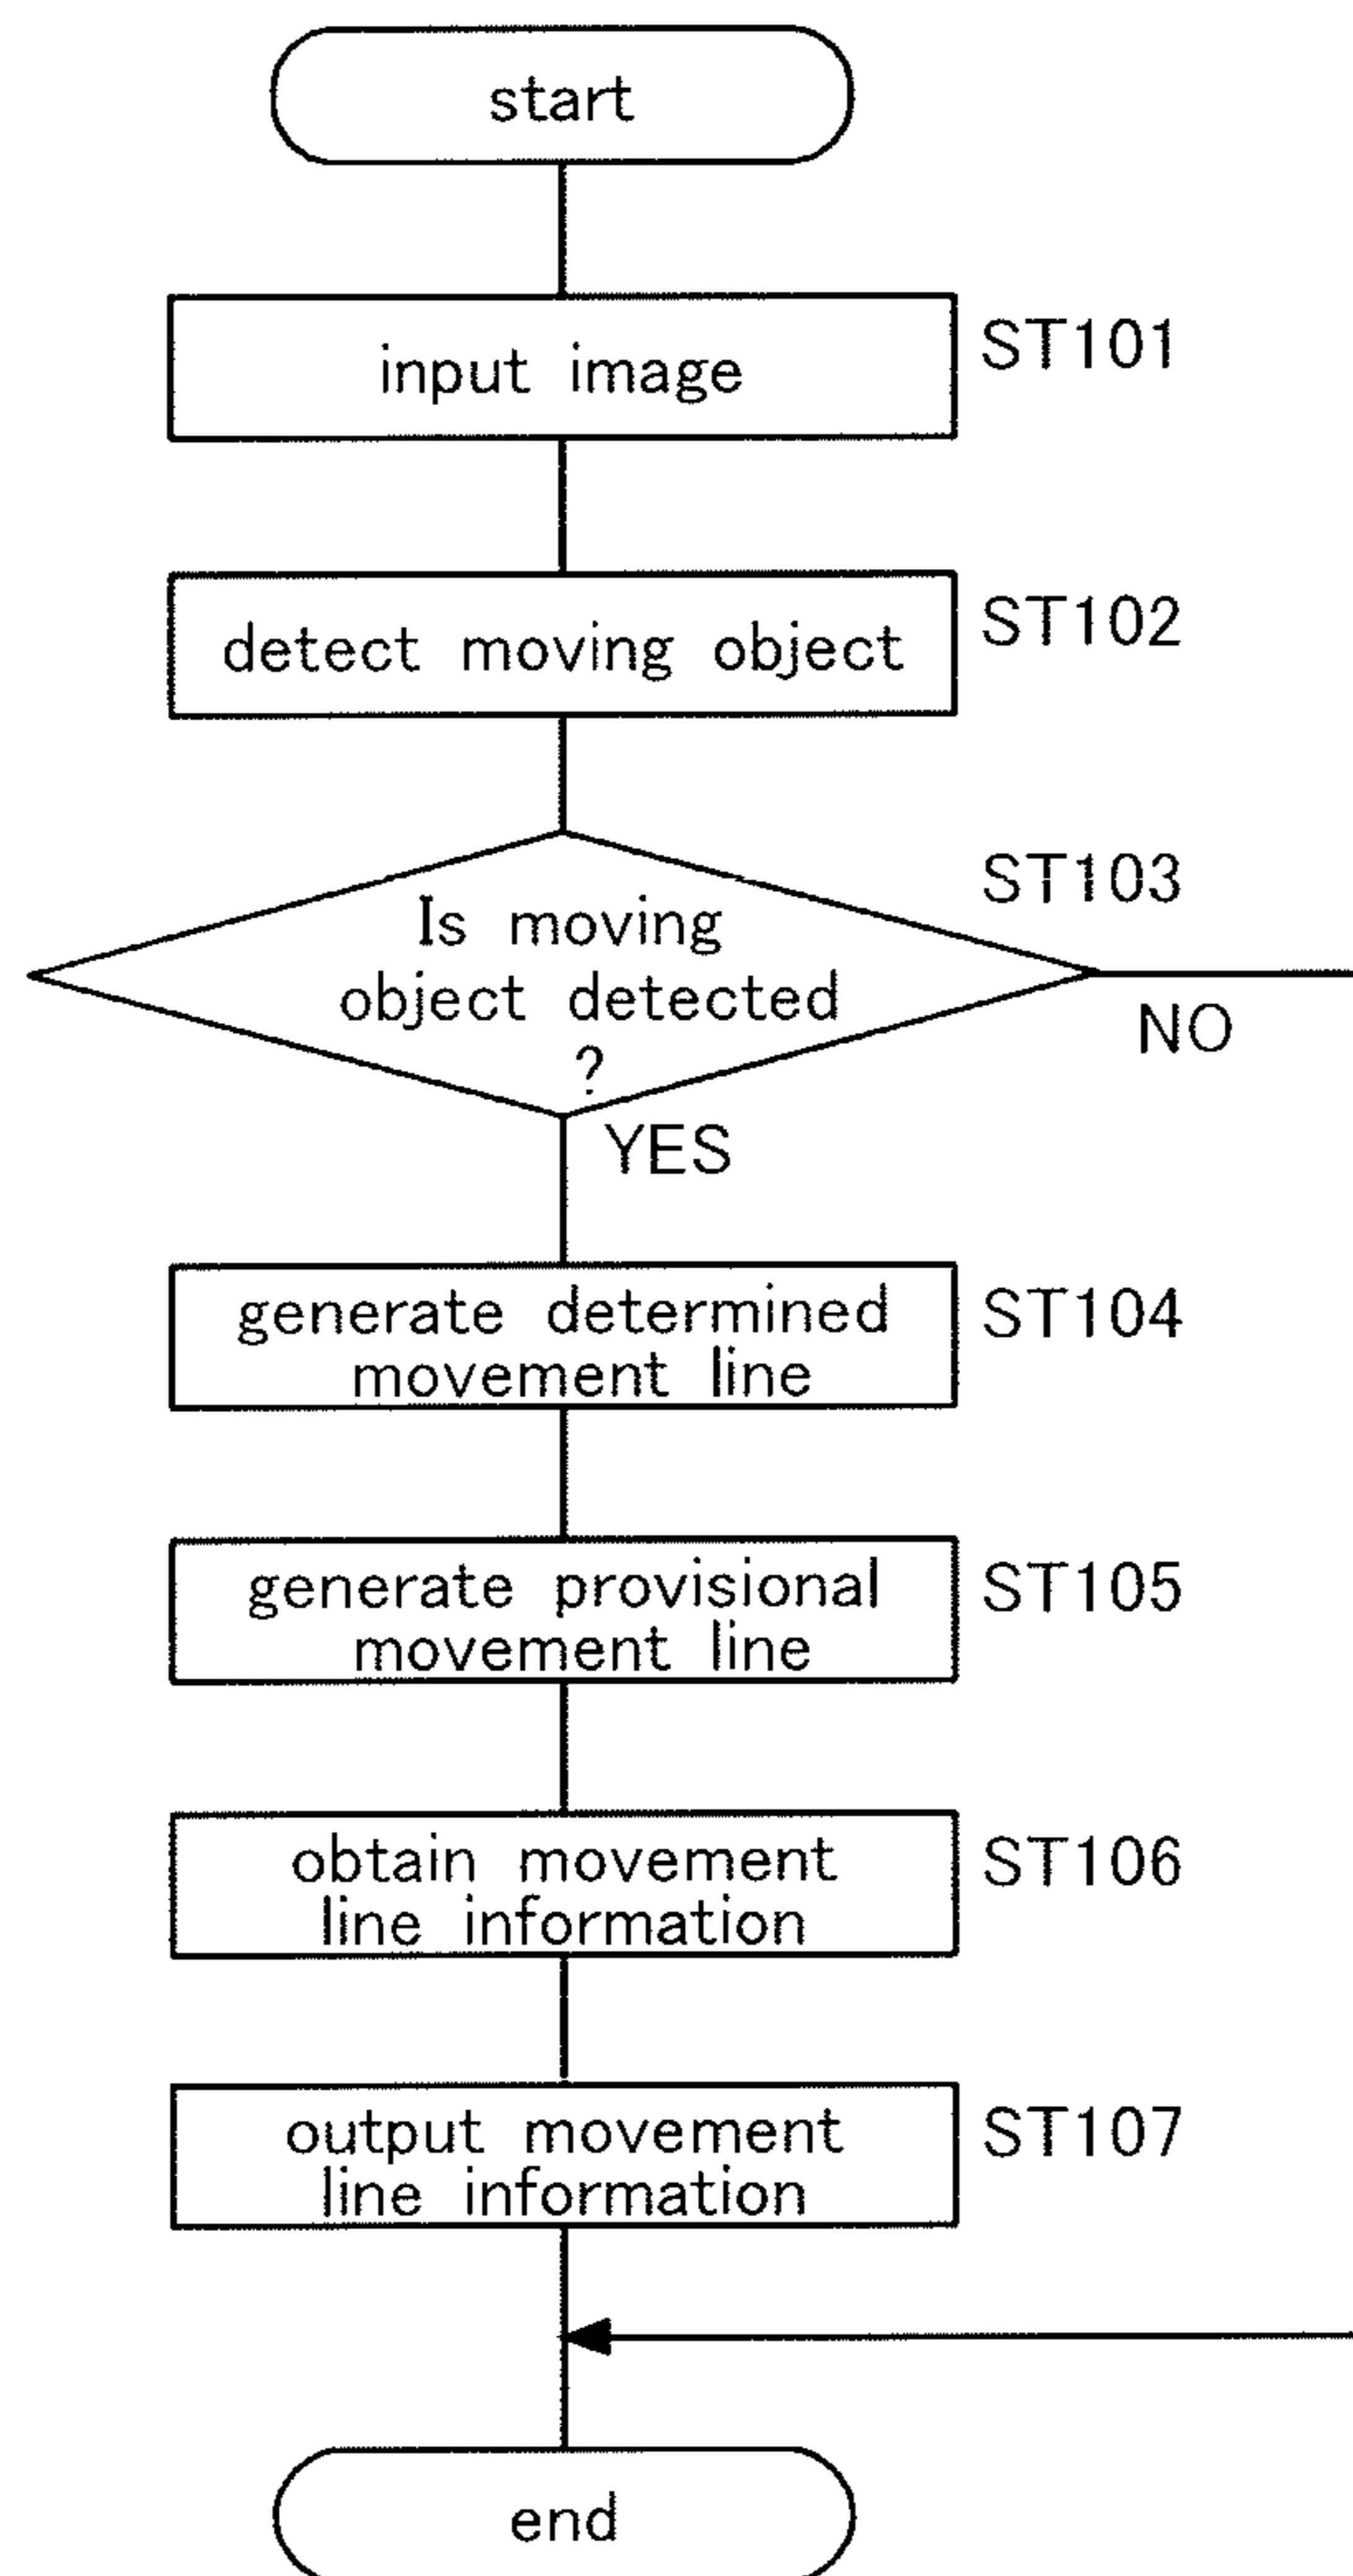 start
input image
ST101
detect moving object
ST102
ST103
Is moving
object detected
?
NO
YES
generate determined
movement line
ST104
generate provisional
movement line
ST105
obtain movement
line information
ST106
output movement
line information
ST107
end